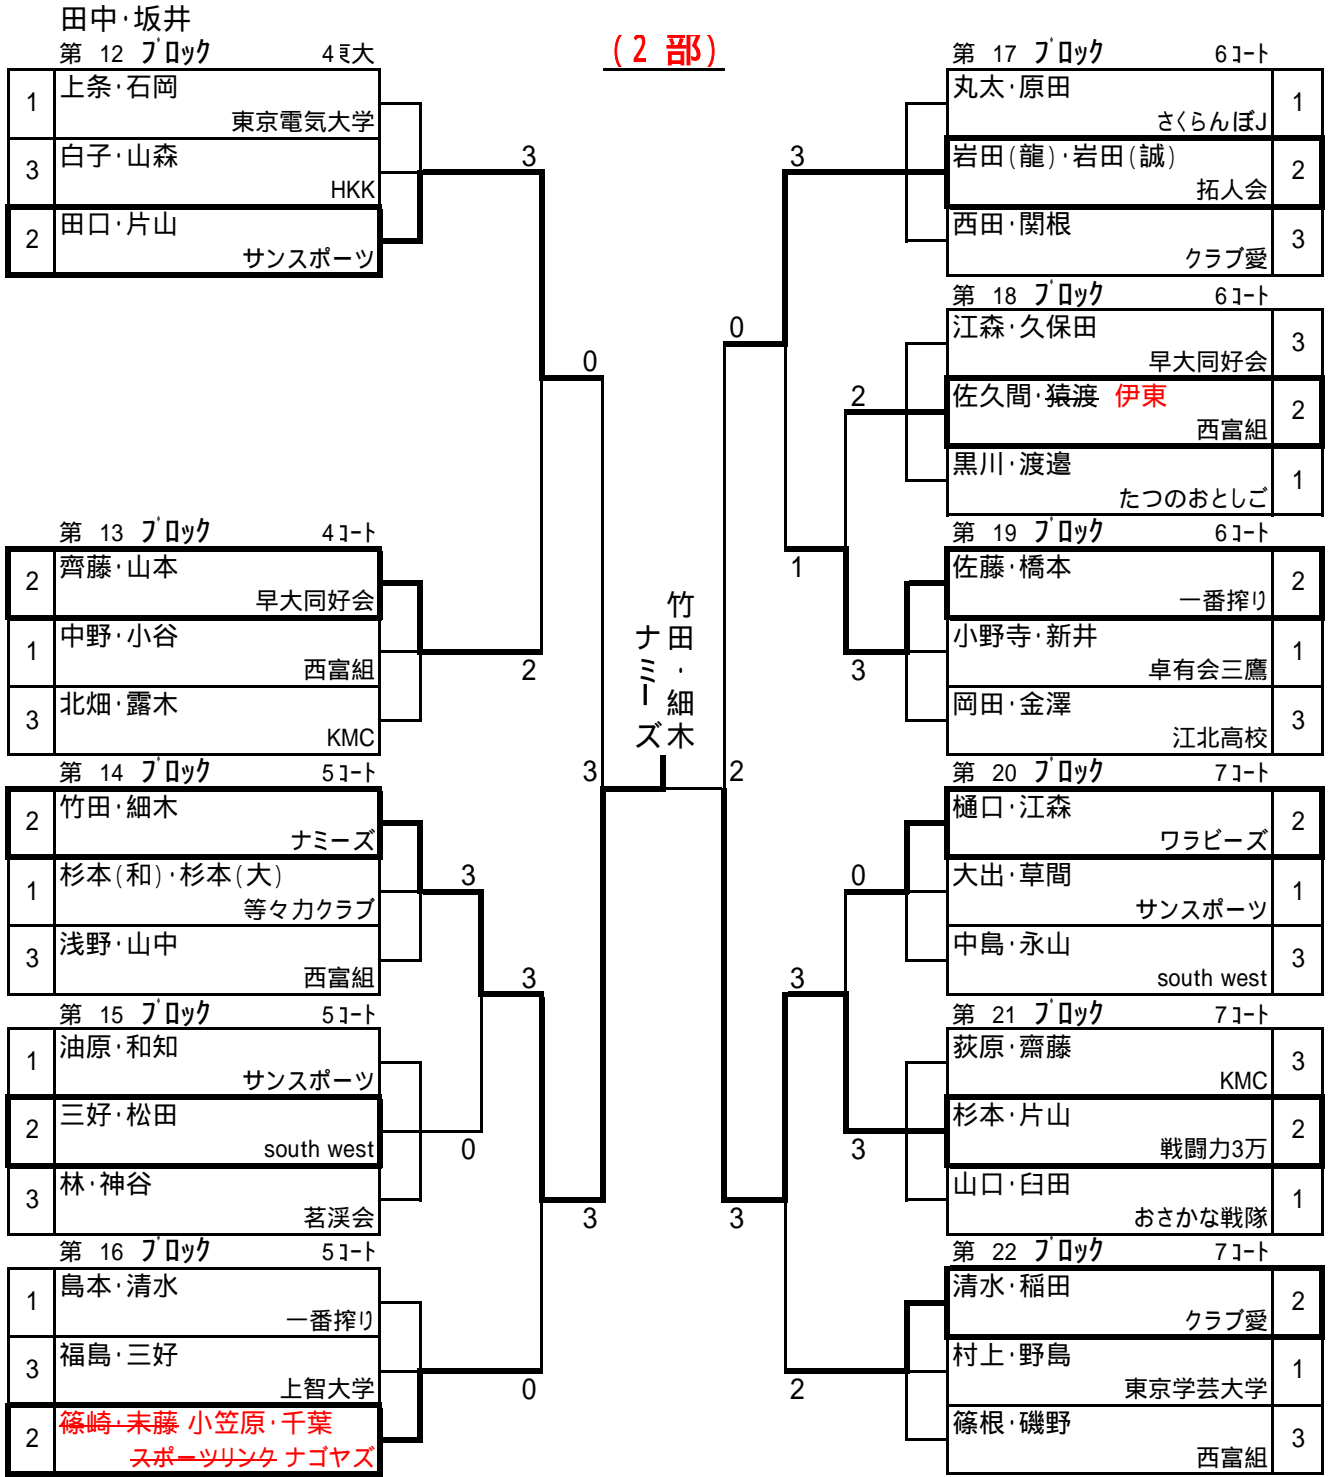 田中・坂井
(2 部)
第 12 ブロック 4
1 上条・石岡
東京電気大学
3 白子・山森
HKK
2 田口・片山
サンスポーツ
第 13 ブロック 4コート
2 齊藤・山本
早大同好会
1 中野・小谷
西富組
3 北畑・露木
KMC
第 14 ブロック 5コート
2 竹田・細木
ナミーズ
1 杉本(和)・杉本(大)
等々力クラブ
3 浅野・山中
西富組
第 15 ブロック 5コート
1 油原・和知
サンスポーツ
2 三好・松田
south west
3 林・神谷
茗渓会
第 16 ブロック 5コート
1 島本・清水
一番搾り
3 福島・三好
上智大学
2 篠崎・末藤 小笠原・千葉
スポーツリンク ナゴヤズ
3
0
2
3
3
3
0
3
0
竹田・細木
ナミーズ
3
0
2
1
3
2
0
3
3
3
2
第 17 ブロック 6コート
丸太・原田 1
さくらんぼJ
岩田(龍)・岩田(誠) 2
拓人会
西田・関根 3
クラブ愛
第 18 ブロック 6コート
江森・久保田 3
早大同好会
佐久間・猿渡 伊東 2
西富組
黒川・渡邉 1
たつのおとしご
第 19 ブロック 6コート
佐藤・橋本 2
一番搾り
小野寺・新井 1
卓有会三鷹
岡田・金澤 3
江北高校
第 20 ブロック 7コート
樋口・江森 2
ワラビーズ
大出・草間 1
サンスポーツ
中島・永山 3
south west
第 21 ブロック 7コート
荻原・齋藤 3
KMC
杉本・片山 2
戦闘力3万
山口・臼田 1
おさかな戦隊
第 22 ブロック 7コート
清水・稲田 2
クラブ愛
村上・野島 1
東京学芸大学
篠根・磯野 3
西富組